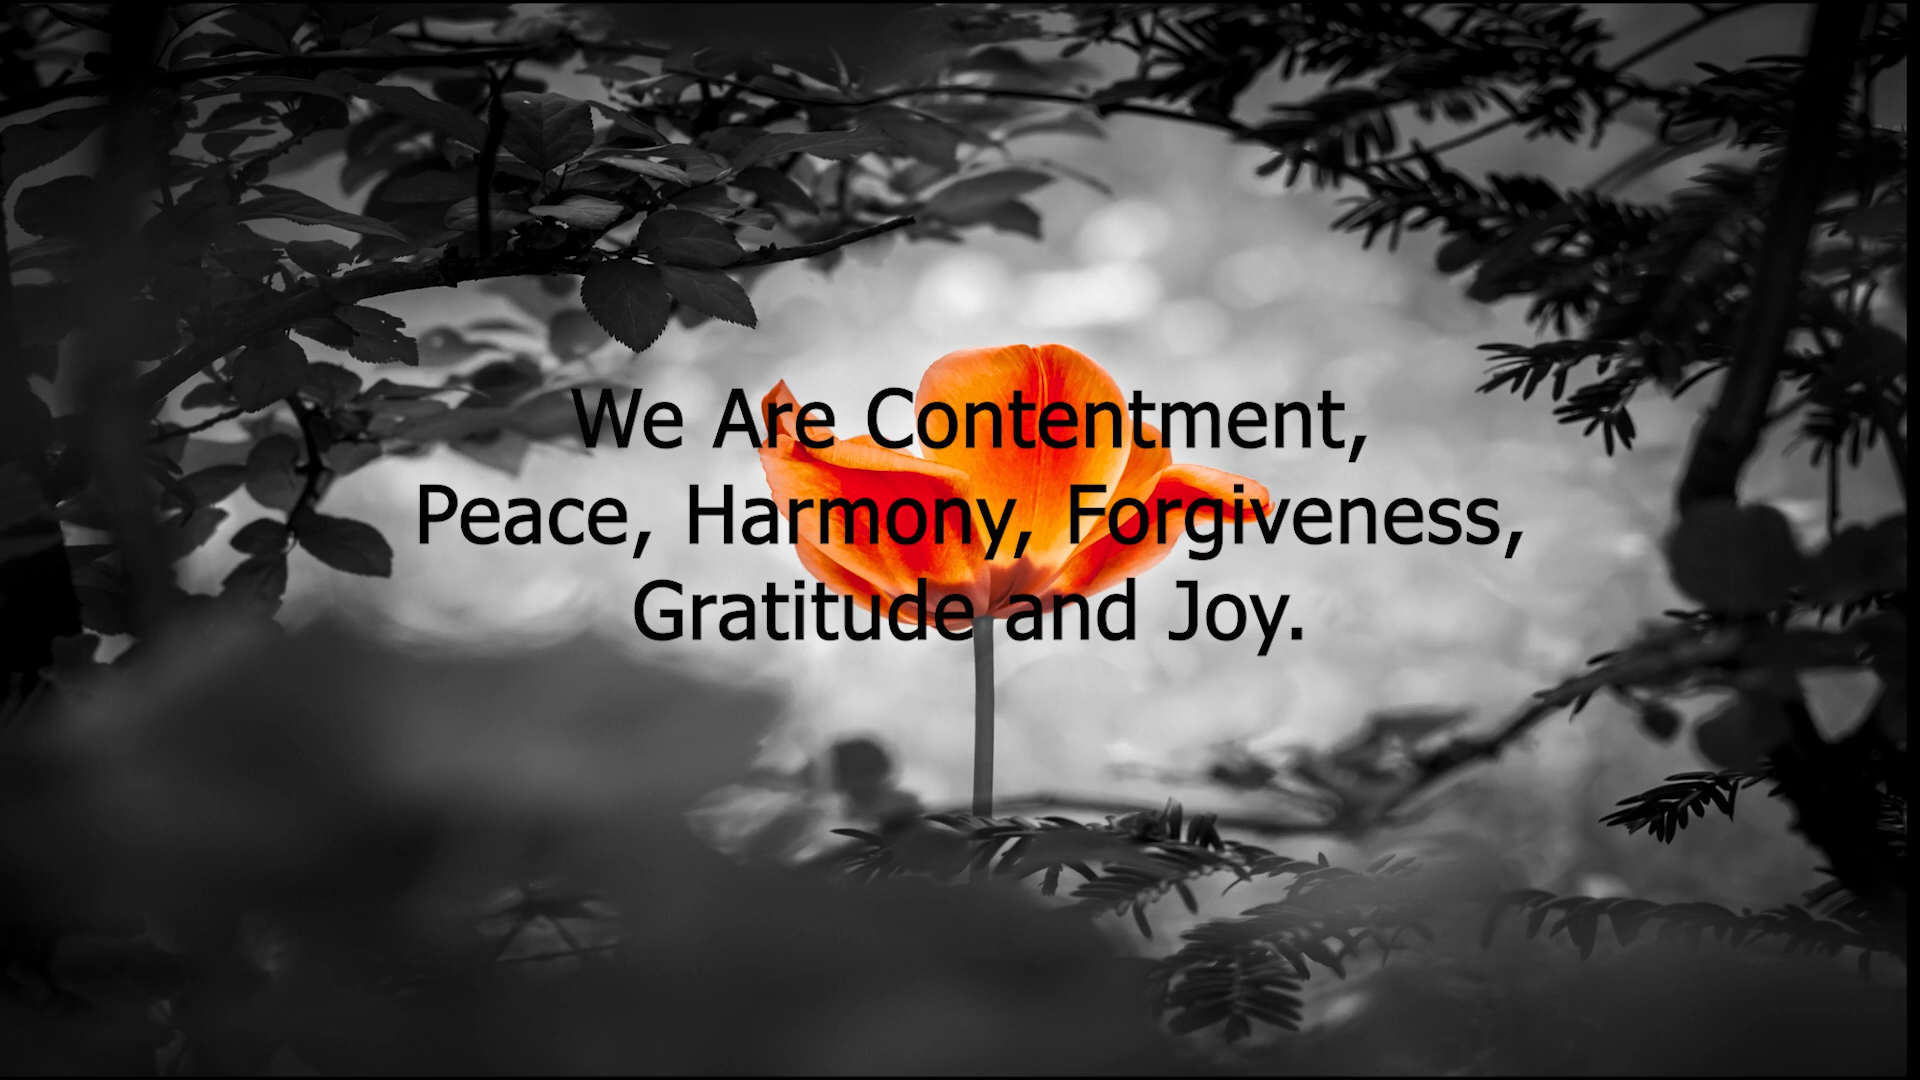 We Are Contentment,
Peace, Harmony, Forgiveness,
Gratitude and Joy.